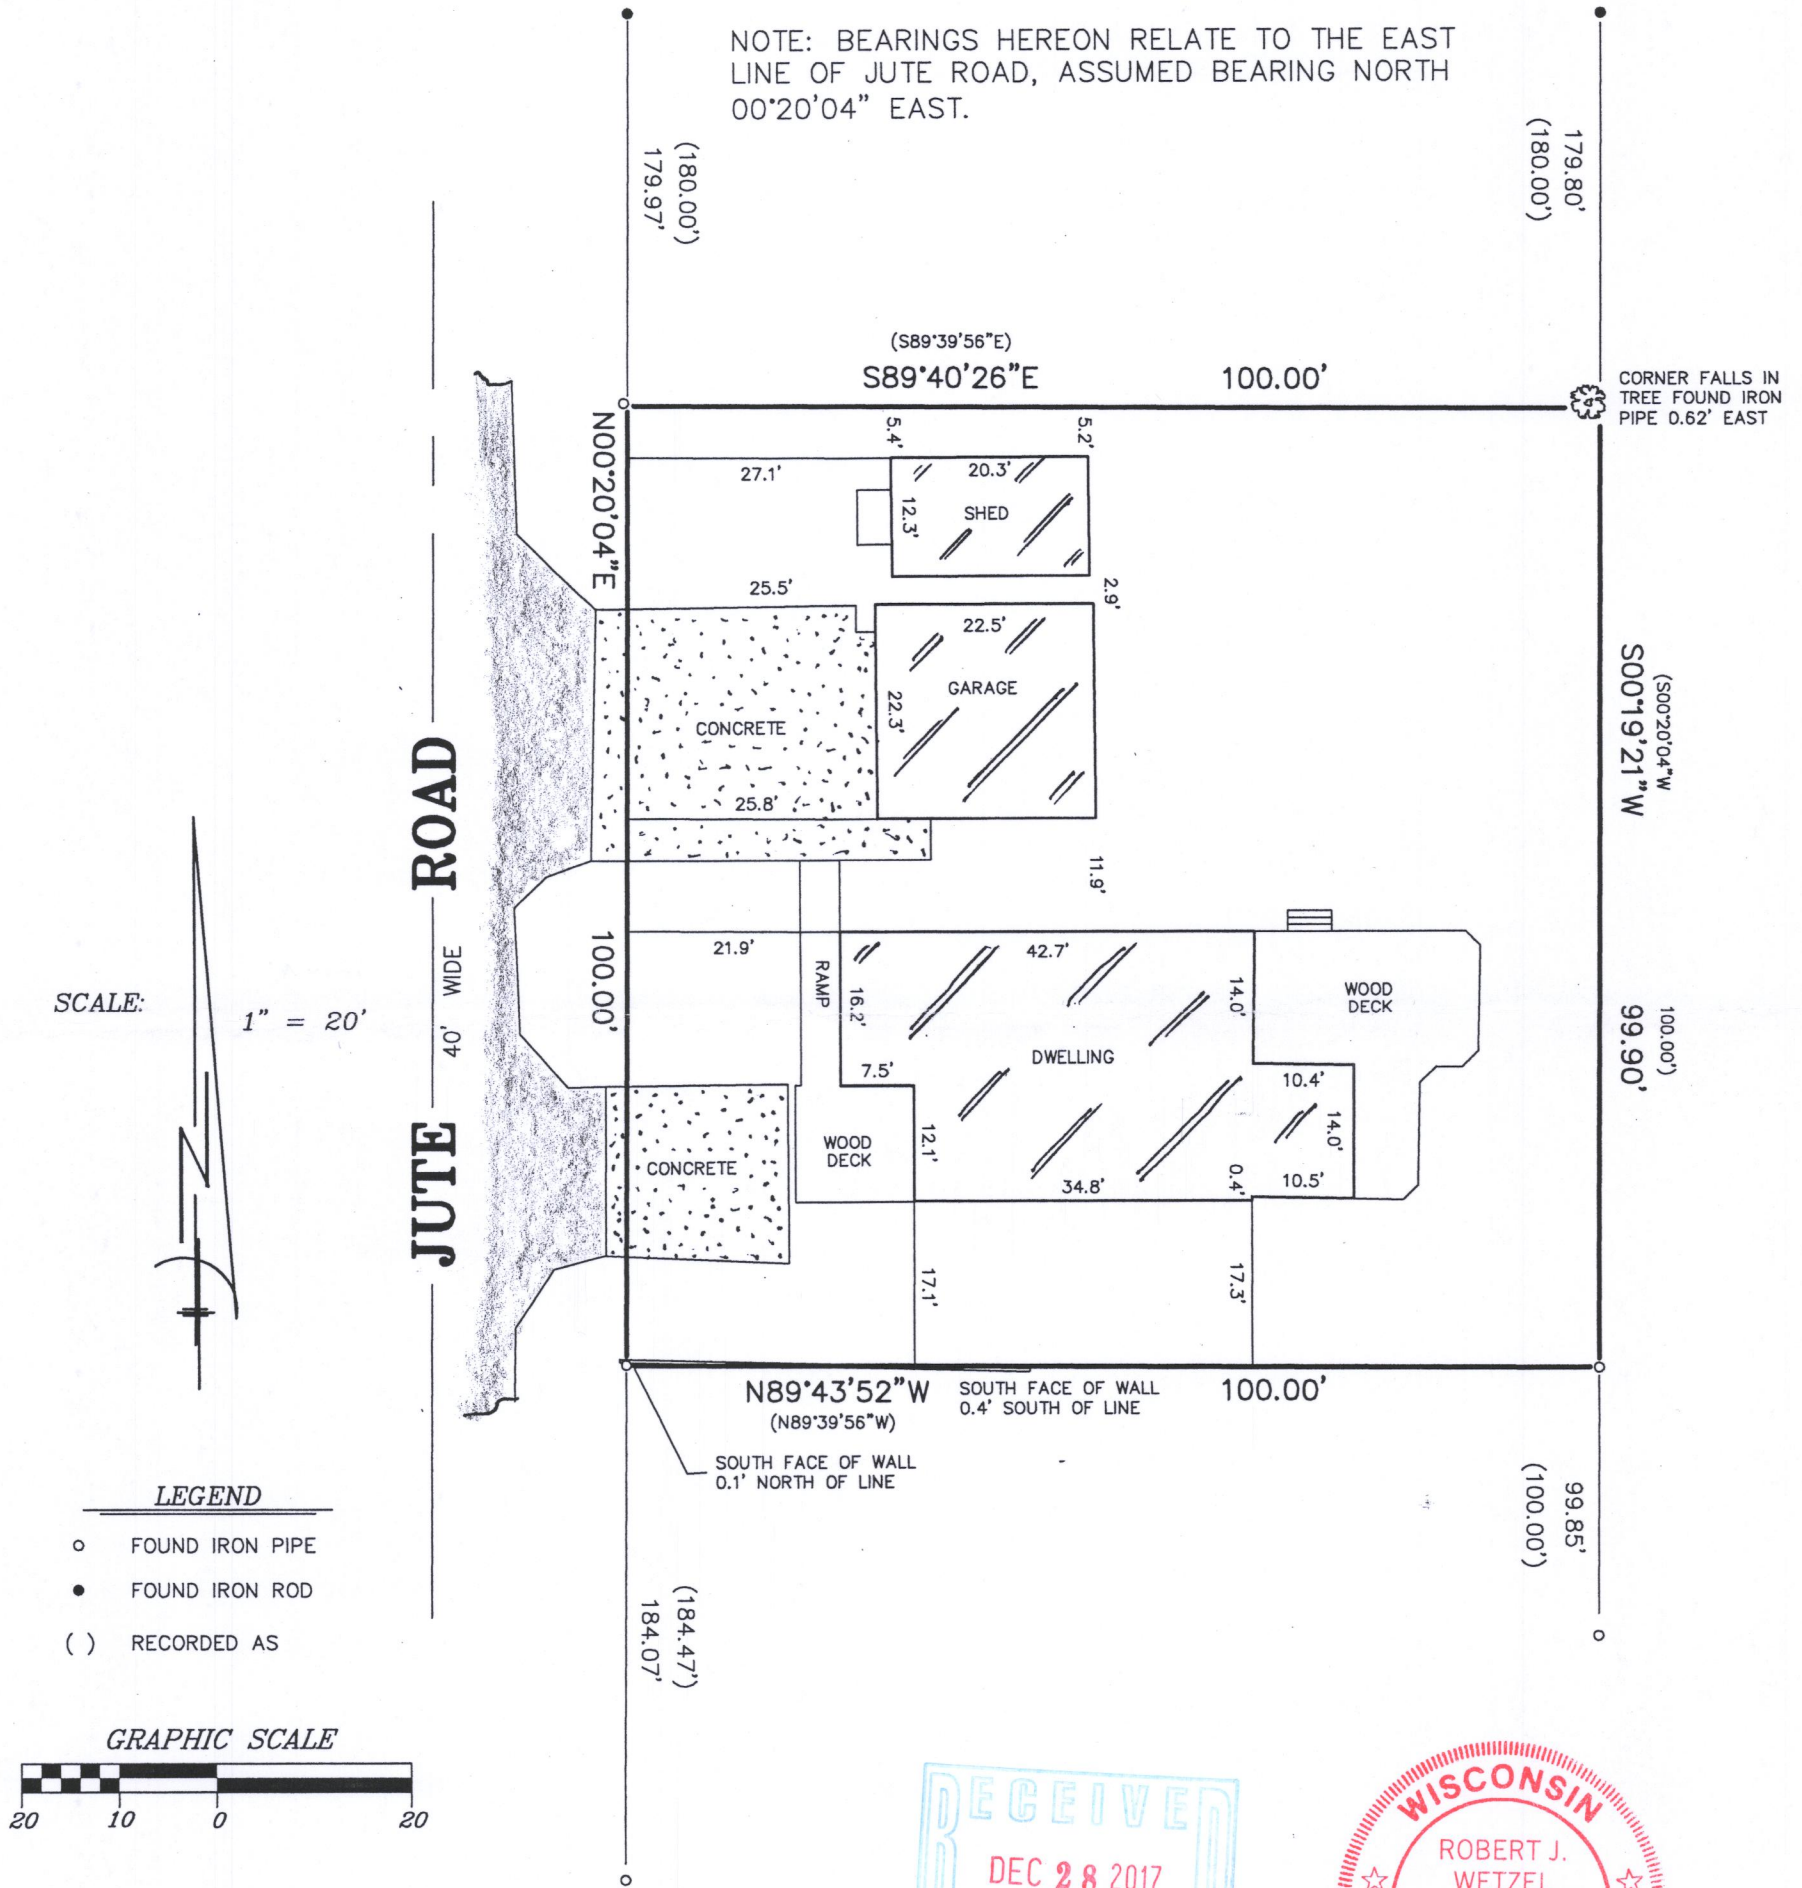 NOTE: BEARINGS HEREON RELATE TO THE EAST
LINE OF JUTE ROAD, ASSUMED BEARING NORTH
00°20'04" EAST.
(180.00')
179.97'
179.80'
(180.00')
(S89°39'56"E)
S89°40'26"E 100.00'
CORNER FALLS IN
TREE FOUND IRON
PIPE 0.62' EAST
N00°20'04"E
100.00'
5.4'
5.2'
27.1'
20.3'
12.3'
SHED
2.9'
25.5'
22.5'
22.3'
GARAGE
CONCRETE
25.8'
11.9'
(S00°20'04"W
S00°19'21"W
100.00')
99.90'
JUTE ROAD
40' WIDE
SCALE:
1" = 20'
N
21.9'
RAMP
16.2'
42.7'
14.0'
WOOD
DECK
DWELLING
7.5'
10.4'
14.0'
12.1'
WOOD
DECK
CONCRETE
34.8'
0.4'
10.5'
17.1'
17.3'
N89°43'52"W
(N89°39'56"W)
SOUTH FACE OF WALL
0.4' SOUTH OF LINE
100.00'
SOUTH FACE OF WALL
0.1' NORTH OF LINE
99.85'
(100.00')
(184.47')
184.07'
LEGEND
FOUND IRON PIPE
FOUND IRON ROD
( ) RECORDED AS
GRAPHIC SCALE
20 10 0 20
RECEIVED
DEC 28 2017
WISCONSIN
ROBERT J.
WETZEL